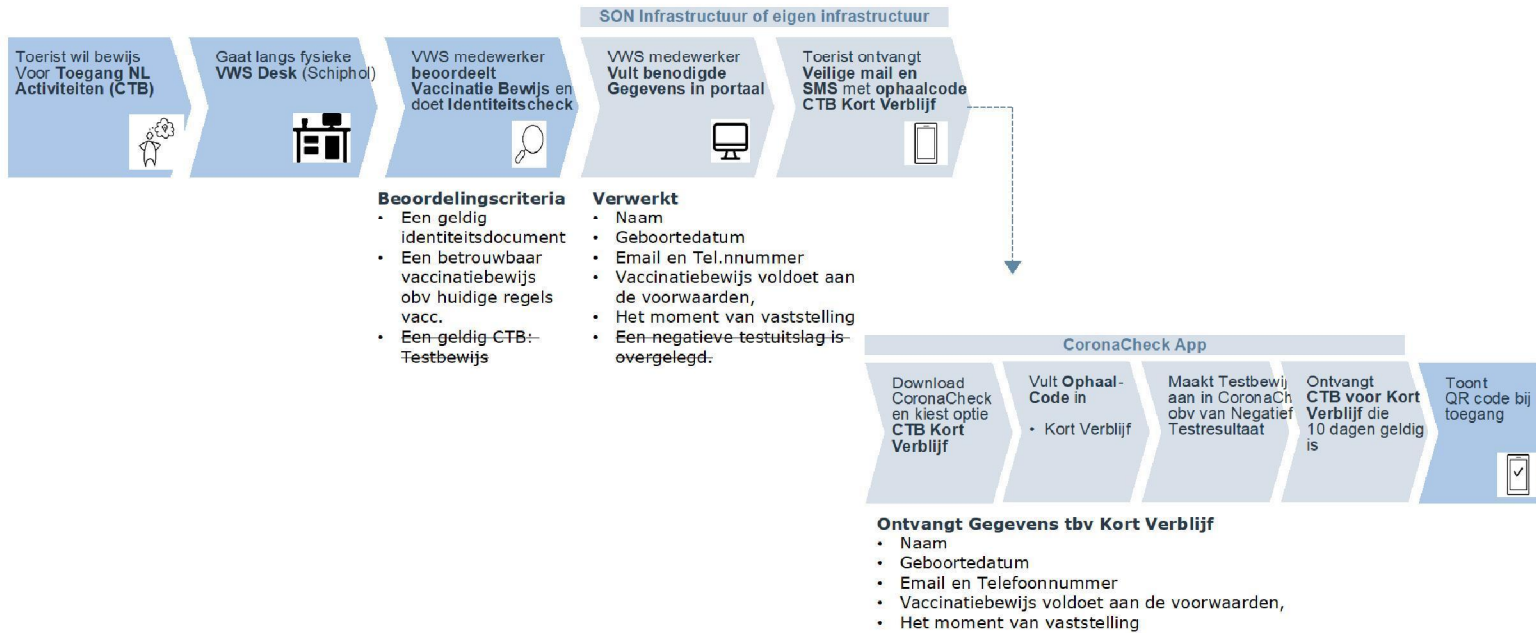 SON Infrastructuur of eigen infrastructuur
Toerist wil bewijs
Voor Toegang NL
Activiteiten (CTB)
Gaat langs fysieke
VWS Desk (Schiphol)
VWS medewerker
beoordeelt
Vaccinatie Bewijs en
doet Identiteitscheck
VWS medewerker
Vult benodigde
Gegevens in portaal
Toerist ontvangt
Veilige mail en
SMS met ophaalcode
CTB Kort Verblijf
Beoordelingscriteria
• Een geldig
identiteitsdocument
• Een betrouwbaar
vaccinatiebewijs
obv huidige regels
vacc.
• Een geldig CTB:
Testbewijs
Verwerkt
• Naam
• Geboortedatum
• Email en Tel.nnummer
• Vaccinatiebewijs voldoet aan
de voorwaarden,
• Het moment van vaststelling
• Een negatieve testuitslag is
overgelegd.
CoronaCheck App
Download
CoronaCheck
en kiest optie
CTB Kort
Verblijf
Vult Ophaal-
Code in
• Kort Verblijf
Maakt Testbewij
aan in CoronaCh
obv van Negatief
Testresultaat
Ontvangt
CTB voor Kort
Verblijf die
10 dagen geldig
is
Toont
QR code bij
toegang
Ontvangt Gegevens tbv Kort Verblijf
• Naam
• Geboortedatum
• Email en Telefoonnummer
• Vaccinatiebewijs voldoet aan de voorwaarden,
• Het moment van vaststelling